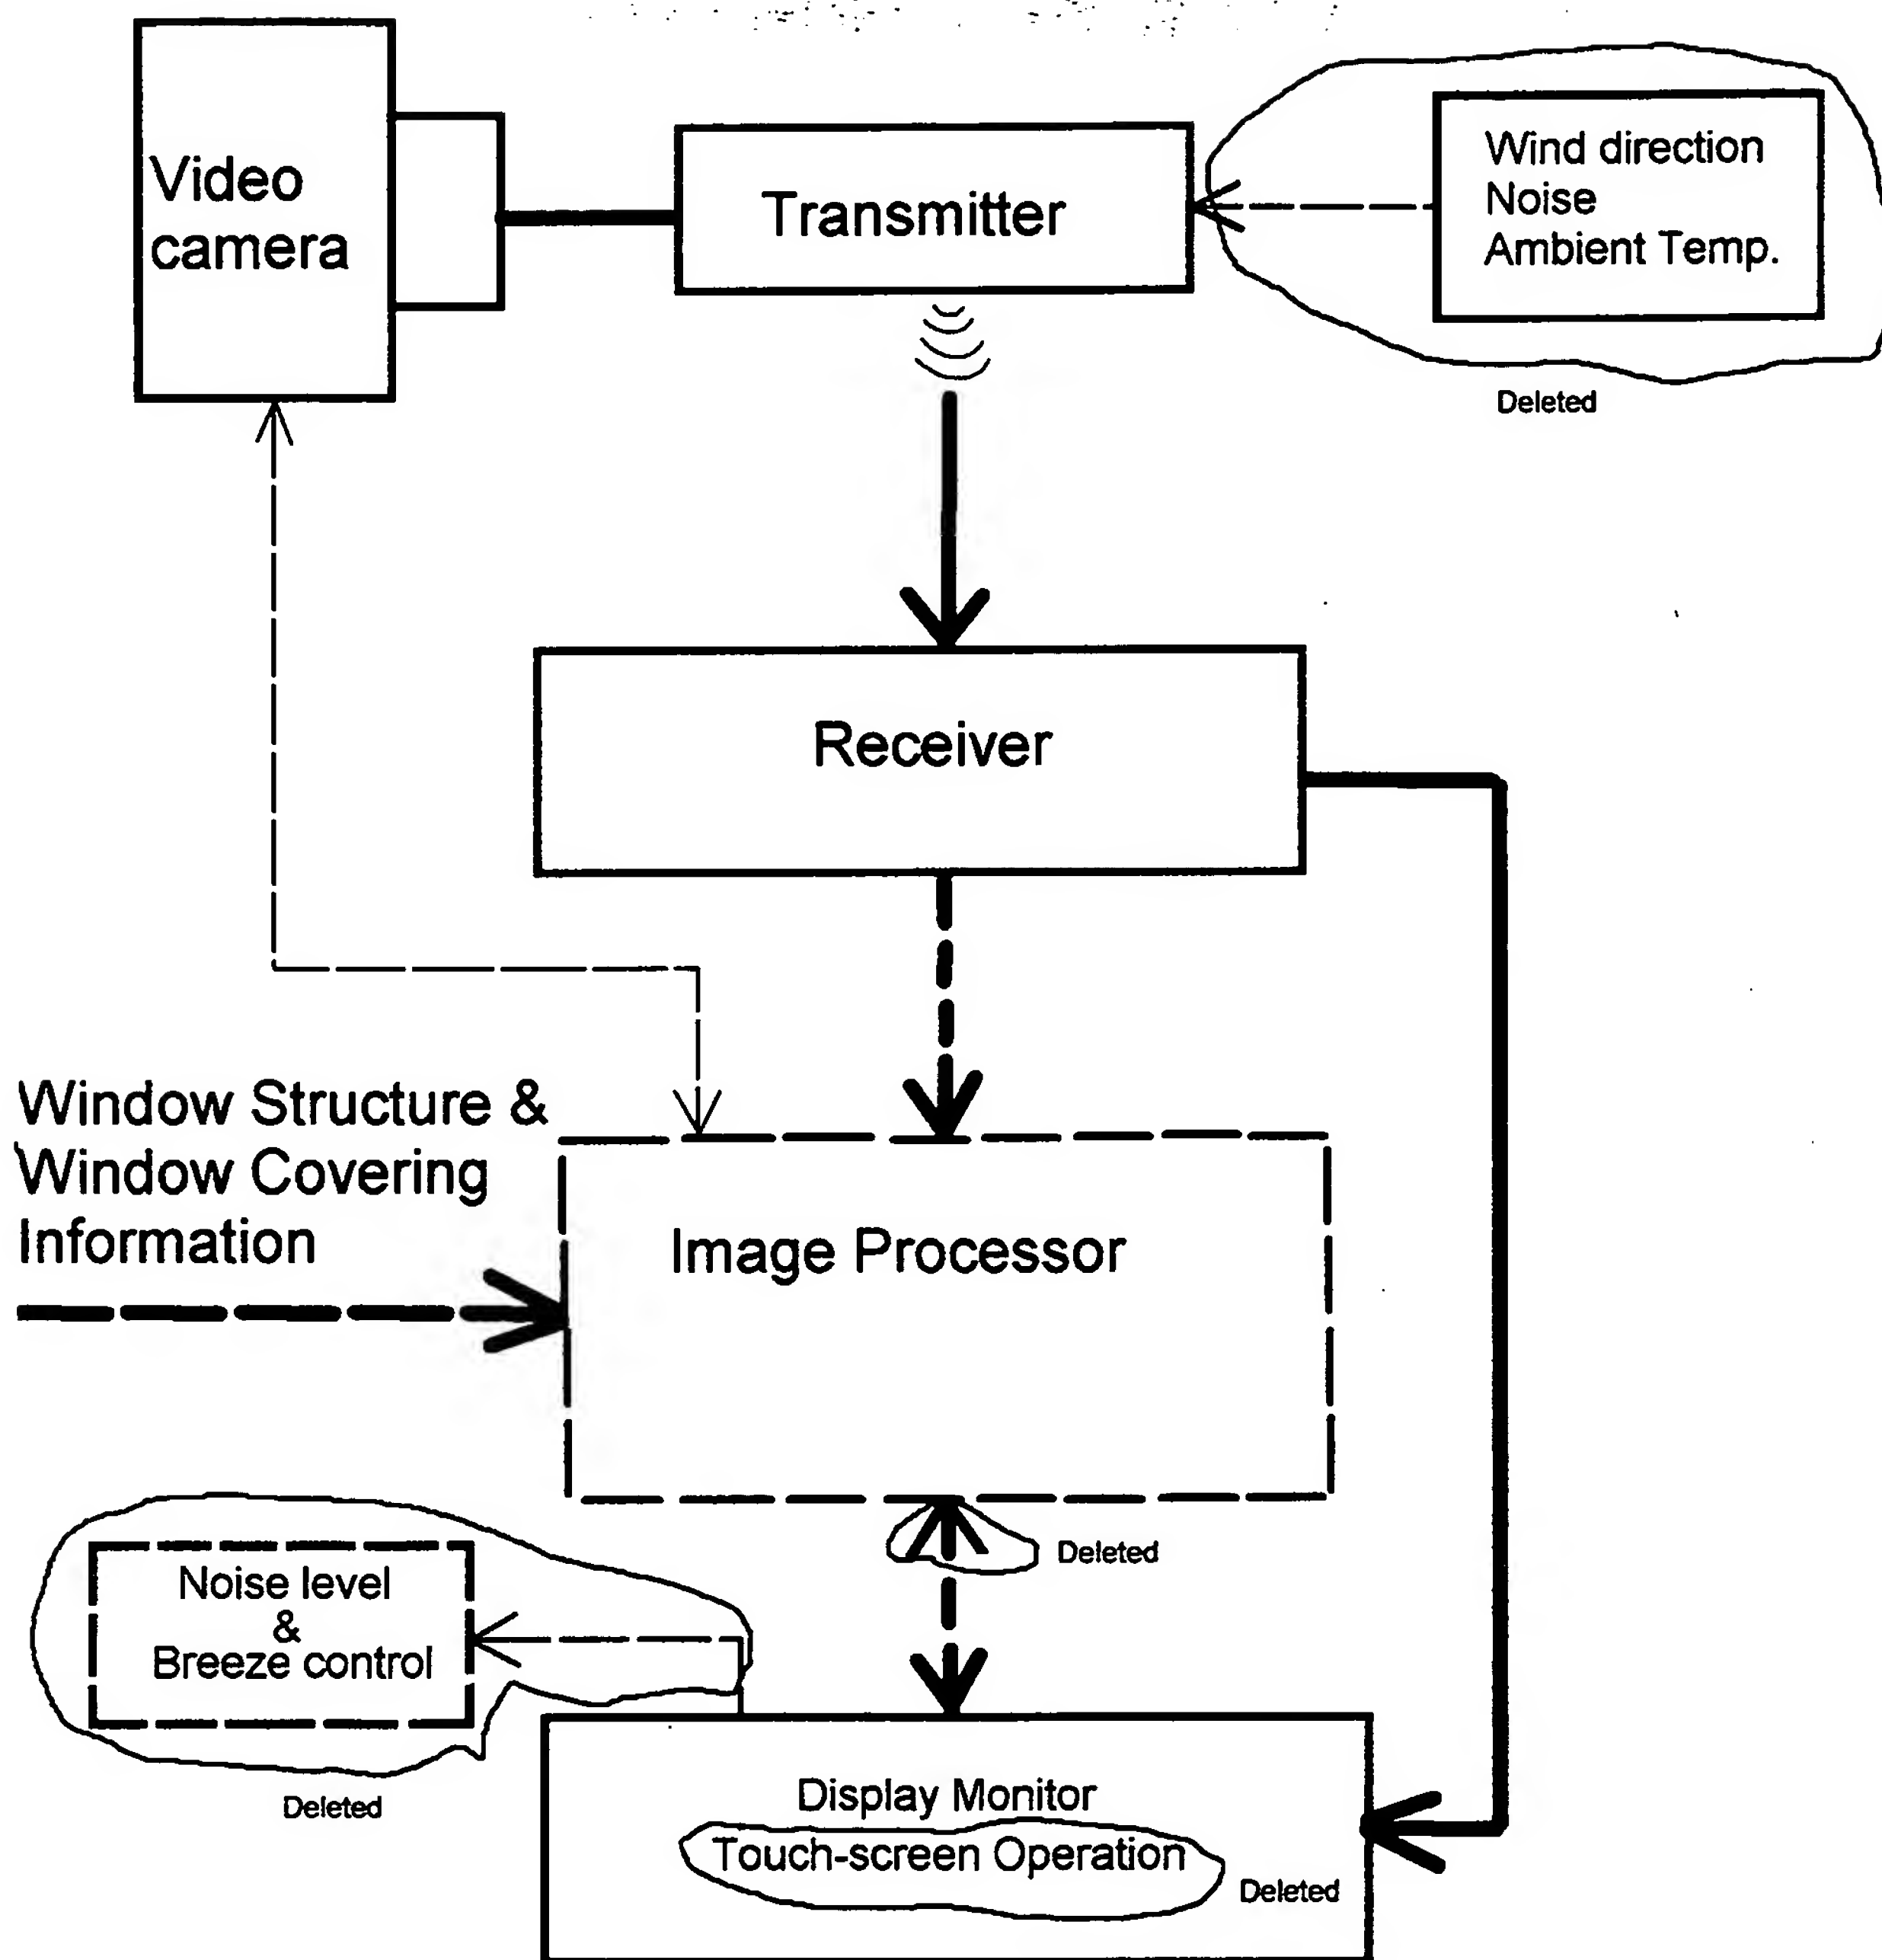 Video
camera
Transmitter
Wind direction
Noise
Ambient Temp.
Deleted
Receiver
Window Structure &
Window Covering
Information
Image Processor
Deleted
Noise level
&
Breeze control
Deleted
Display Monitor
Touch-screen Operation
Deleted